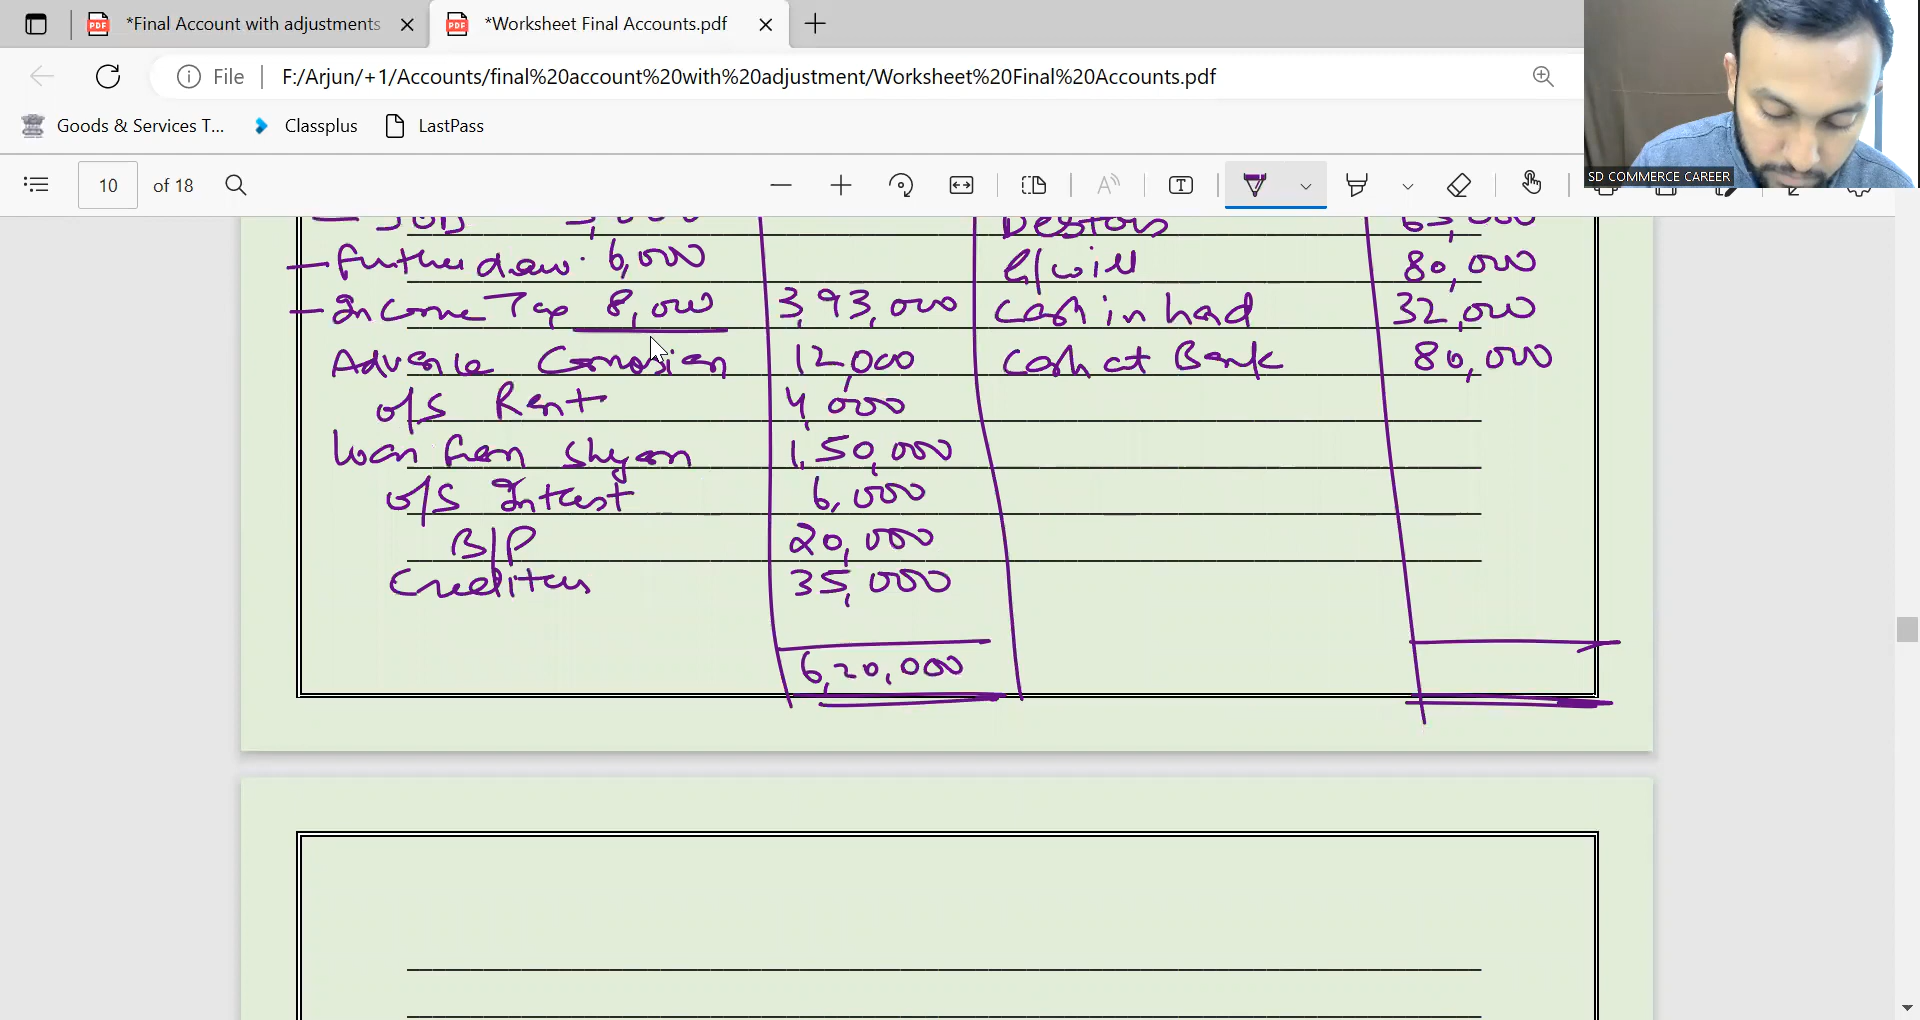 *Final Account with adjustments
*Worksheet Final Accounts.pdf
File
F:/Arjun/+1/Accounts/final%20account%20with%20adjustment/Worksheet%20Final%20Accounts.pdf
Goods & Services T...
Classplus
LastPass
SD COMMERCE CAREER
10 of 18
Debtors 65,000
- Further draw. 6,000 G/will 80,000
- Income Tax 8,000 3,93,000 Cash in hand 32,000
Advance Commission 12,000 Cash at Bank 80,000
o/s Rent 4,000
Loan from Shyam 1,50,000
o/s Interest 6,000
B/P 20,000
Creditors 35,000
6,20,000